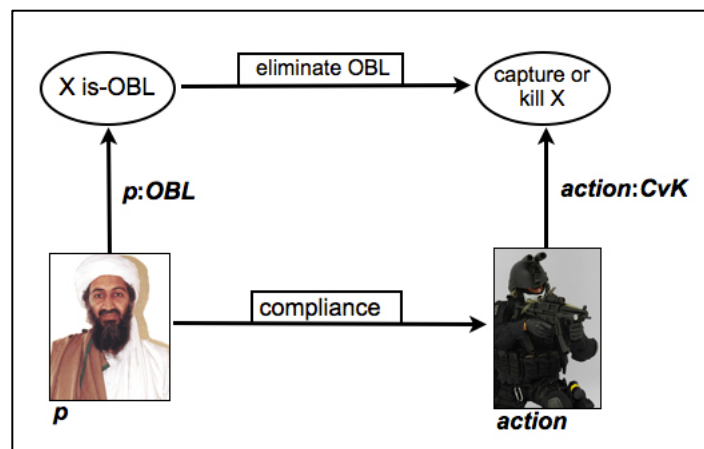 X is-OBL
eliminate OBL
capture or
kill X
p:OBL
action:CvK
compliance
p
action